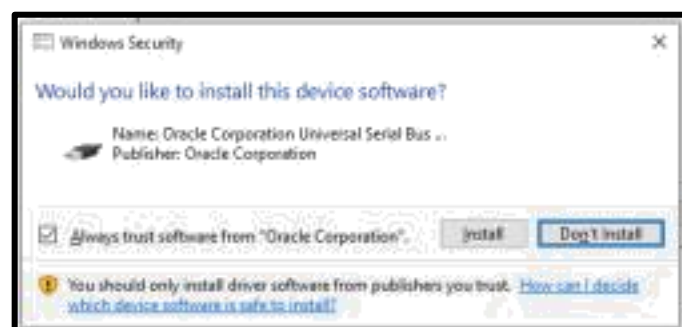 Windows Security
Would you like to install this device software?
Name: Oracle Corporation Universal Serial Bus ...
Publisher: Oracle Corporation
Always trust software from "Oracle Corporation".
Install
Don't Install
You should only install driver software from publishers you trust. How can I decide
which device software is safe to install?